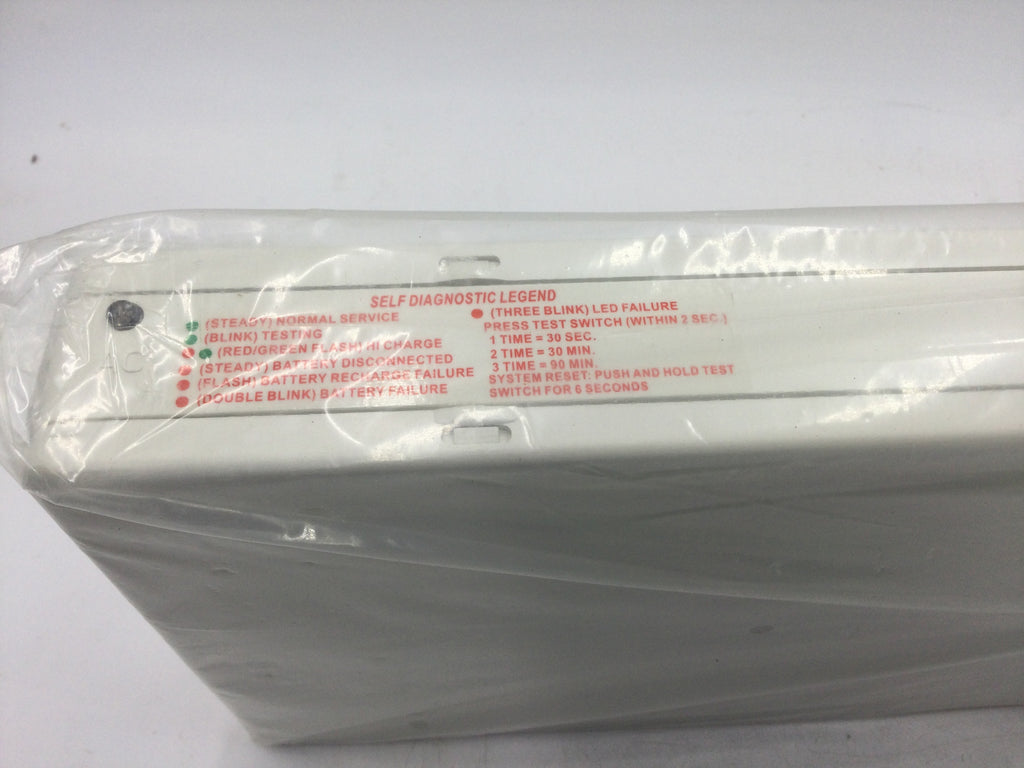 SELF DIAGNOSTIC LEGEND
(STEADY) NORMAL SERVICE
(BLINK) TESTING
(RED/GREEN FLASH) HI CHARGE
(STEADY) BATTERY DISCONNECTED
(FLASH) BATTERY RECHARGE FAILURE
(DOUBLE BLINK) BATTERY FAILURE
(THREE BLINK) LED FAILURE
PRESS TEST SWITCH (WITHIN 2 SEC.)
1 TIME = 30 SEC.
2 TIME = 30 MIN.
3 TIME = 90 MIN.
SYSTEM RESET: PUSH AND HOLD TEST
SWITCH FOR 6 SECONDS
AC